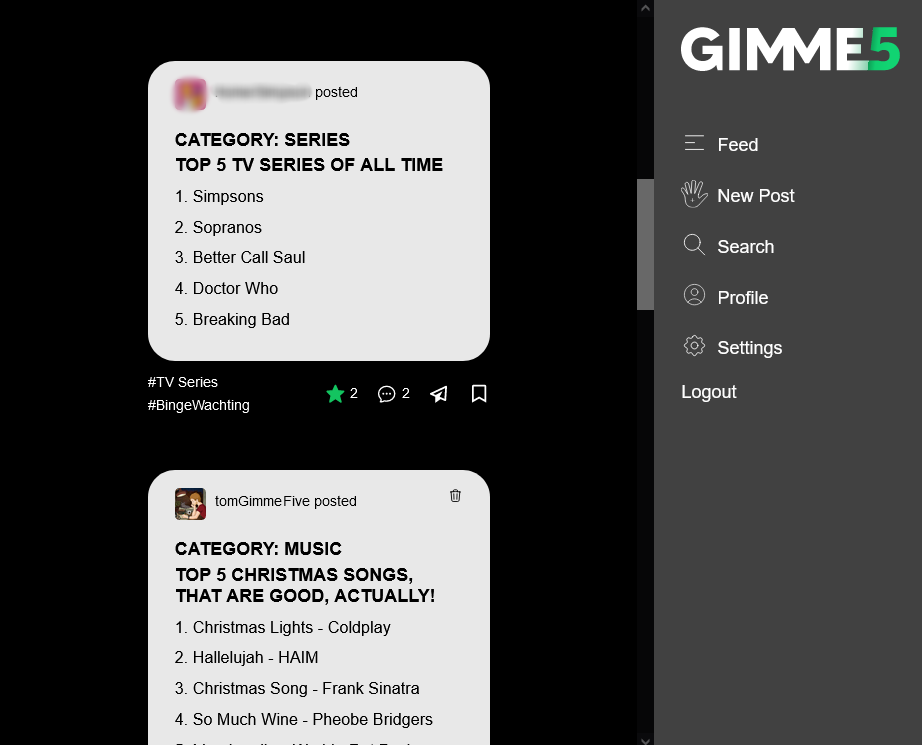 posted
CATEGORY: SERIES
TOP 5 TV SERIES OF ALL TIME
1. Simpsons
2. Sopranos
3. Better Call Saul
4. Doctor Who
5. Breaking Bad
#TV Series
#BingeWachting
2
2
tomGimmeFive posted
CATEGORY: MUSIC
TOP 5 CHRISTMAS SONGS,
THAT ARE GOOD, ACTUALLY!
1. Christmas Lights - Coldplay
2. Hallelujah - HAIM
3. Christmas Song - Frank Sinatra
4. So Much Wine - Pheobe Bridgers
GIMME5
Feed
New Post
Search
Profile
Settings
Logout